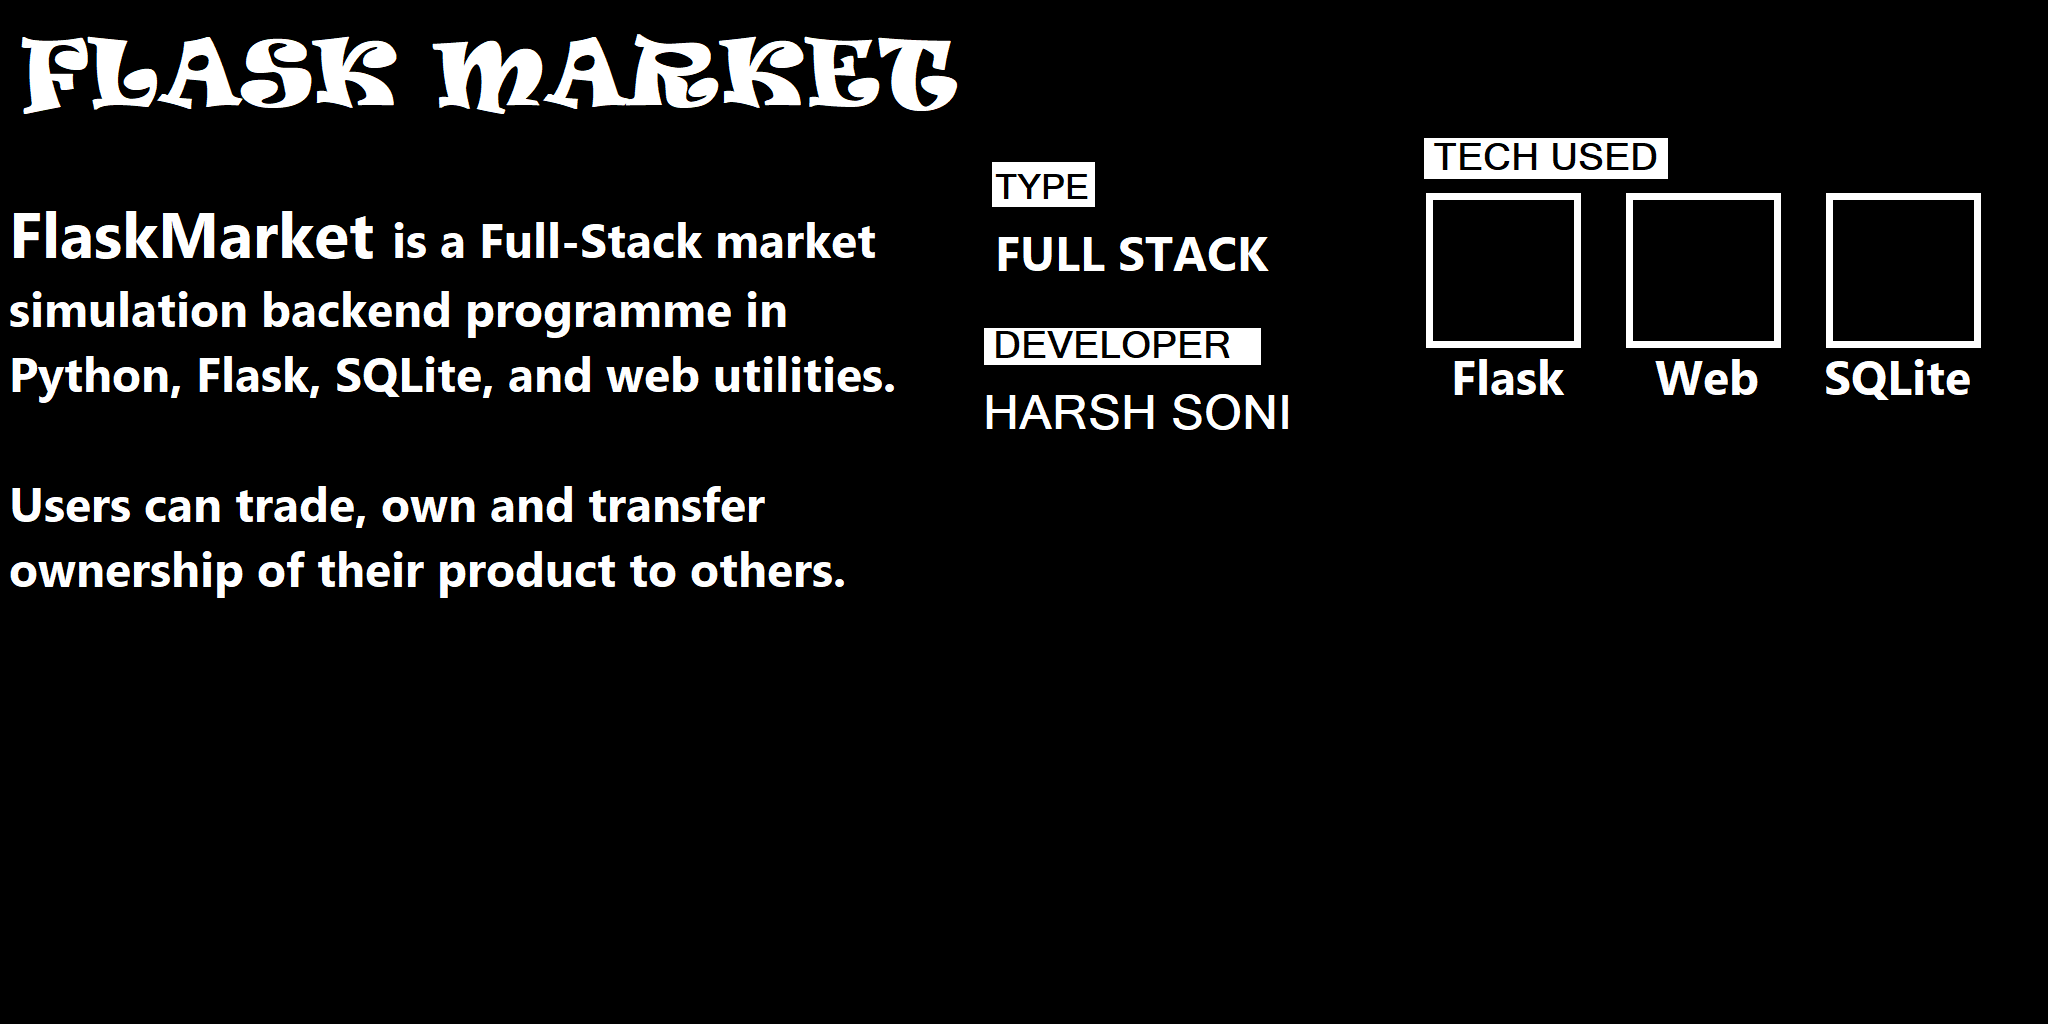 FLASK MARKET
FlaskMarket is a Full-Stack market
simulation backend programme in
Python, Flask, SQLite, and web utilities.
Users can trade, own and transfer
ownership of their product to others.
TYPE
FULL STACK
DEVELOPER
HARSH SONI
TECH USED
Flask Web SQLite